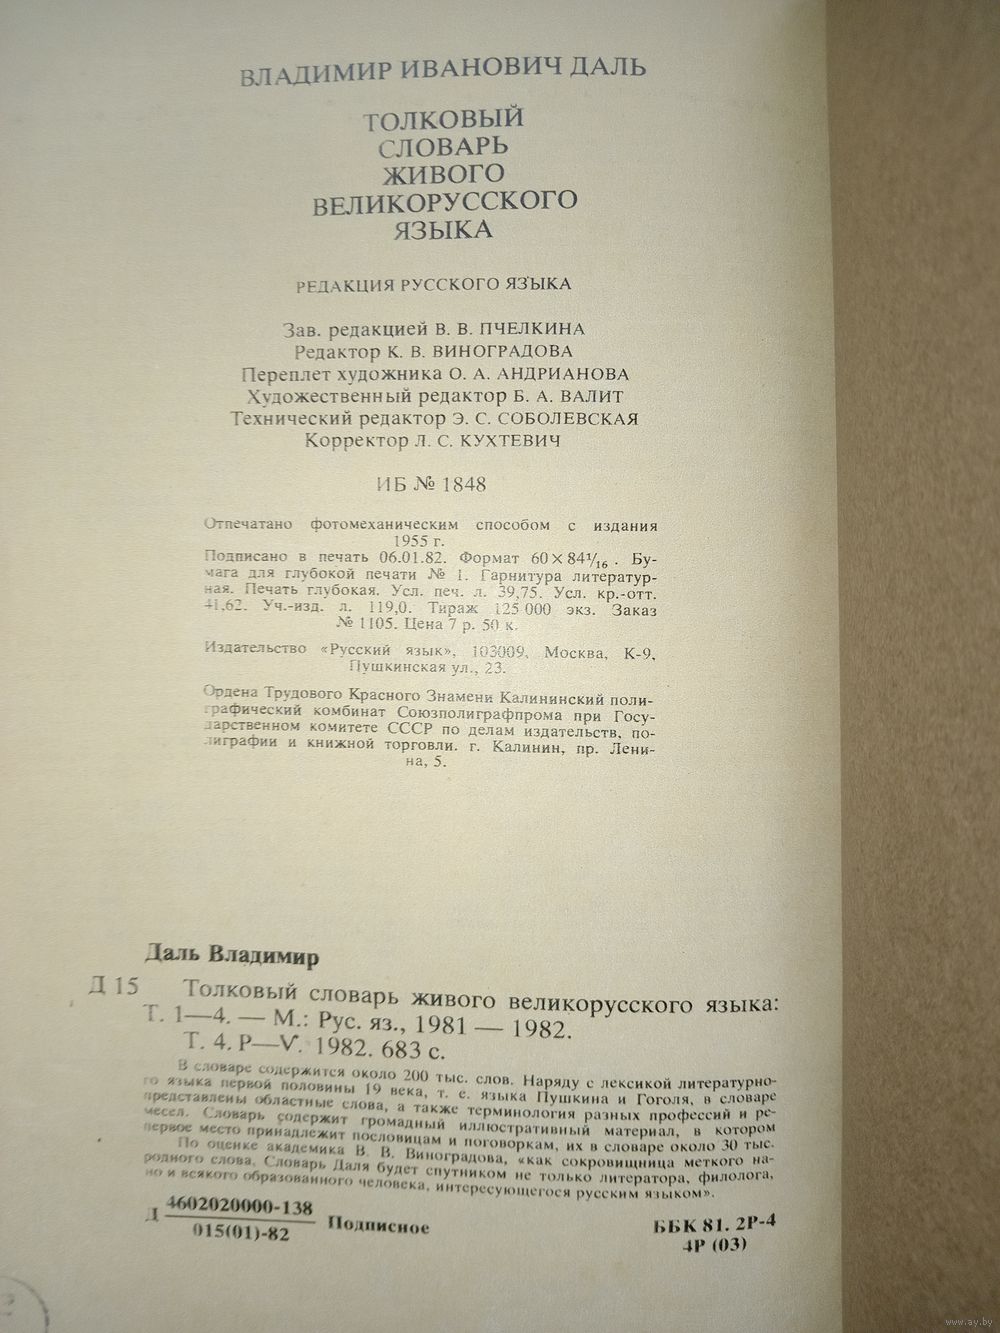 ВЛАДИМИР ИВАНОВИЧ ДАЛЬ
ТОЛКОВЫЙ
СЛОВАРЬ
ЖИВОГО
ВЕЛИКОРУССКОГО
ЯЗЫКА
РЕДАКЦИЯ РУССКОГО ЯЗЫКА
Зав. редакцией В. В. ПЧЕЛКИНА
Редактор К. В. ВИНОГРАДОВА
Переплет художника О. А. АНДРИАНОВА
Художественный редактор Б. А. ВАЛИТ
Технический редактор Э. С. СОБОЛЕВСКАЯ
Корректор Л. С. КУХТЕВИЧ
ИБ № 1848
Отпечатано фотомеханическим способом с издания
1955 г.
Подписано в печать 06.01.82. Формат 60×84¹/₁₆. Бу-
мага для глубокой печати № 1. Гарнитура литератур-
ная. Печать глубокая. Усл. печ. л. 39,75. Усл. кр.-отт.
41,62. Уч.-изд. л. 119,0. Тираж 125 000 экз. Заказ
№ 1105. Цена 7 р. 50 к.
Издательство «Русский язык», 103009, Москва, К-9,
Пушкинская ул., 23.
Ордена Трудового Красного Знамени Калининский поли-
графический комбинат Союзполиграфпрома при Госу-
дарственном комитете СССР по делам издательств, по-
лиграфии и книжной торговли. г. Калинин, пр. Лени-
на, 5.
Даль Владимир
Д 15 Толковый словарь живого великорусского языка:
Т. 1—4. — М.: Рус. яз., 1981 — 1982.
Т. 4. Р—Ѵ. 1982. 683 с.
В словаре содержится около 200 тыс. слов. Наряду с лексикой литературно-
го языка первой половины 19 века, т. е. языка Пушкина и Гоголя, в словаре
представлены областные слова, а также терминология разных профессий и ре-
месел. Словарь содержит громадный иллюстративный материал, в котором
первое место принадлежит пословицам и поговоркам, их в словаре около 30 тыс.
По оценке академика В. В. Виноградова, «как сокровищница меткого на-
родного слова, Словарь Даля будет спутником не только литератора, филолога,
но и всякого образованного человека, интересующегося русским языком».
Д 4602020000-138
015(01)-82 Подписное
ББК 81. 2Р-4
4Р (03)
www.ay.by